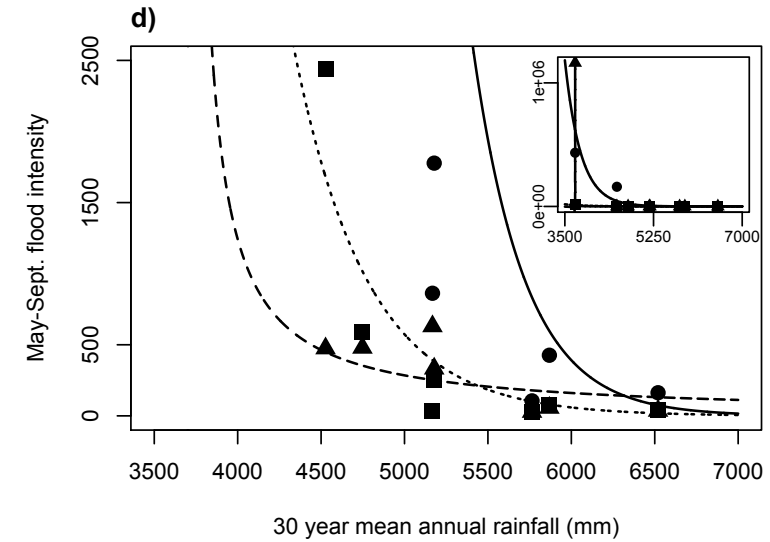 d)
May-Sept. flood intensity
2500
1500
500
0
3500 4000 4500 5000 5500 6000 6500 7000
30 year mean annual rainfall (mm)
1e+06
0e+00
3500 5250 7000